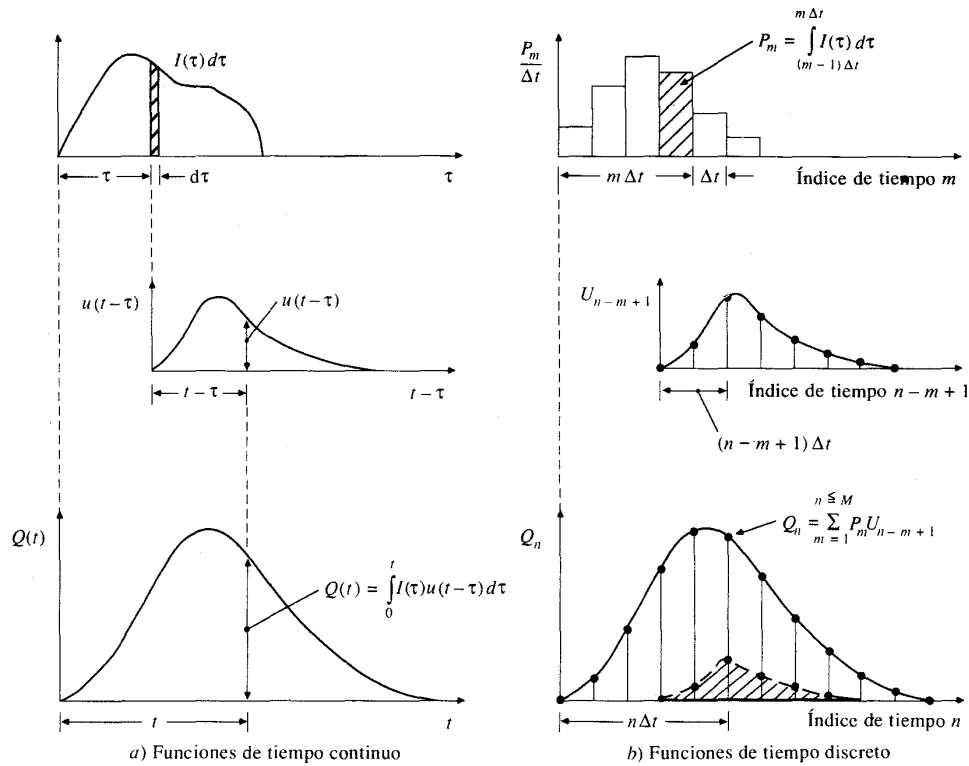 I(τ) dτ
τ
dτ
τ
u(t−τ)
u(t−τ)
t−τ
t−τ
Q(t)
Q(t) = ∫₀ᵗ I(τ) u(t−τ) dτ
t
t
a) Funciones de tiempo continuo
P_m / Δt
P_m = ∫_{(m−1) Δt}^{m Δt} I(τ) dτ
m Δt
Δt
Índice de tiempo m
U_{n−m+1}
Índice de tiempo n−m+1
(n−m+1) Δt
Q_n
Q_n = Σ_{m=1}^{n≦M} P_m U_{n−m+1}
nΔt
Índice de tiempo n
b) Funciones de tiempo discreto